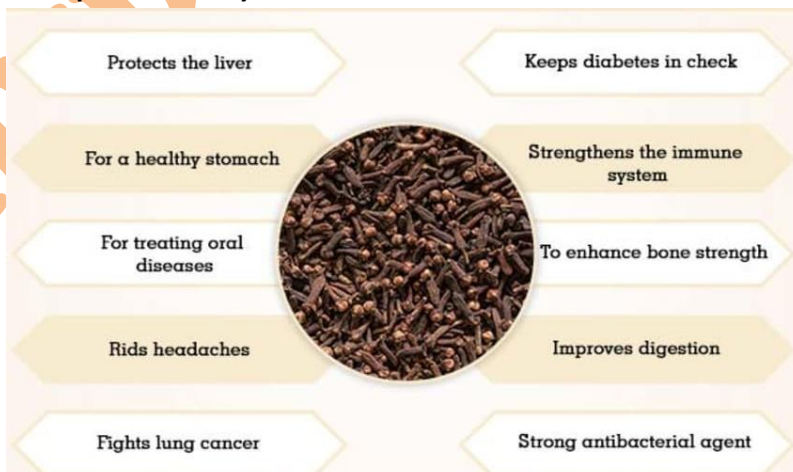 Protects the liver
Keeps diabetes in check
For a healthy stomach
Strengthens the immune
system
For treating oral
diseases
To enhance bone strength
Rids headaches
Improves digestion
Fights lung cancer
Strong antibacterial agent